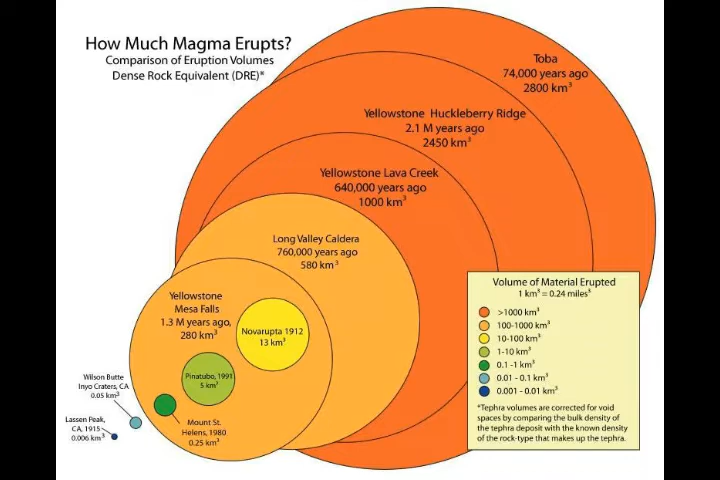 How Much Magma Erupts?
Comparison of Eruption Volumes
Dense Rock Equivalent (DRE)*
Toba
74,000 years ago
2800 km³
Yellowstone Huckleberry Ridge
2.1 M years ago
2450 km³
Yellowstone Lava Creek
640,000 years ago
1000 km³
Long Valley Caldera
760,000 years ago
580 km³
Yellowstone
Mesa Falls
1.3 M years ago,
280 km³
Novarupta 1912
13 km³
Pinatubo, 1991
5 km³
Wilson Butte
Inyo Craters, CA
0.05 km³
Lassen Peak,
CA, 1915
0.006 km³
Mount St.
Helens, 1980
0.25 km³
Volume of Material Erupted
1 km³ = 0.24 miles³
>1000 km³
100-1000 km³
10-100 km³
1-10 km³
0.1 -1 km³
0.01 - 0.1 km³
0.001 - 0.01 km³
*Tephra volumes are corrected for void
spaces by comparing the bulk density of
the tephra deposit with the known density
of the rock-type that makes up the tephra.